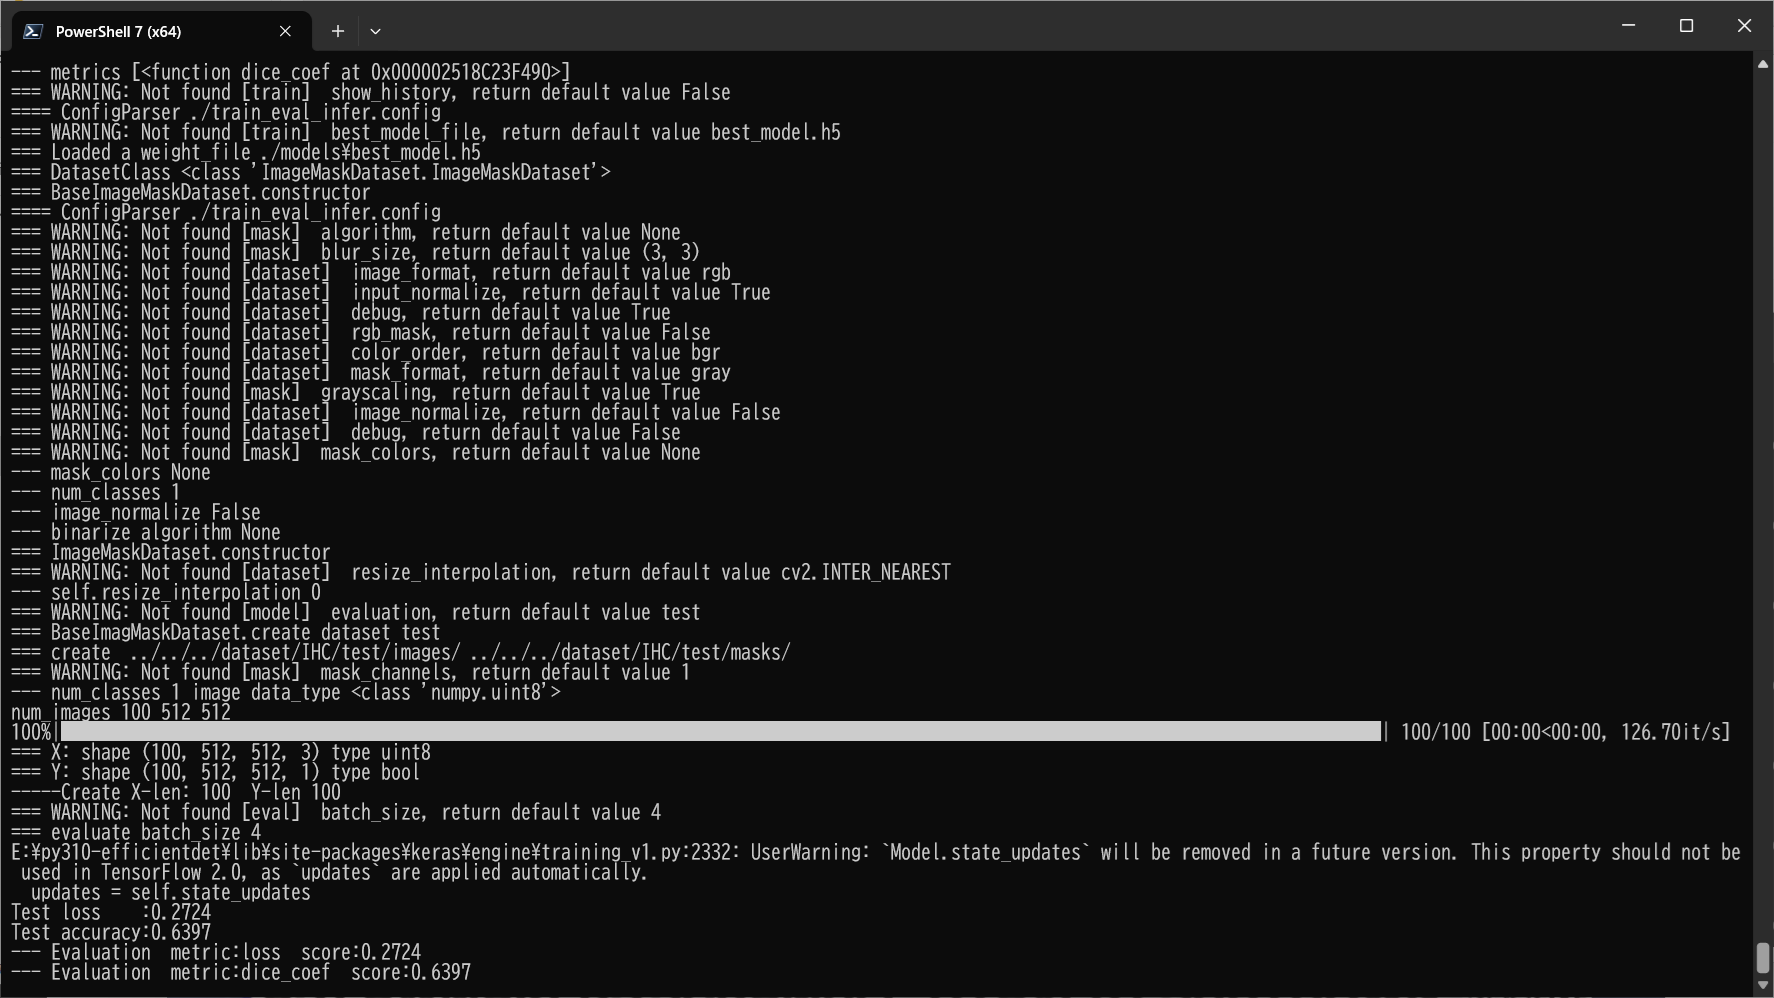 PowerShell 7 (x64)
--- metrics [<function dice_coef at 0x000002518C23F490>]
=== WARNING: Not found [train]  show_history, return default value False
==== ConfigParser ./train_eval_infer.config
=== WARNING: Not found [train]  best_model_file, return default value best_model.h5
=== Loaded a weight_file ./models¥best_model.h5
=== DatasetClass <class 'ImageMaskDataset.ImageMaskDataset'>
=== BaseImageMaskDataset.constructor
==== ConfigParser ./train_eval_infer.config
=== WARNING: Not found [mask]  algorithm, return default value None
=== WARNING: Not found [mask]  blur_size, return default value (3, 3)
=== WARNING: Not found [dataset]  image_format, return default value rgb
=== WARNING: Not found [dataset]  input_normalize, return default value True
=== WARNING: Not found [dataset]  debug, return default value True
=== WARNING: Not found [dataset]  rgb_mask, return default value False
=== WARNING: Not found [dataset]  color_order, return default value bgr
=== WARNING: Not found [dataset]  mask_format, return default value gray
=== WARNING: Not found [mask]  grayscaling, return default value True
=== WARNING: Not found [dataset]  image_normalize, return default value False
=== WARNING: Not found [dataset]  debug, return default value False
=== WARNING: Not found [mask]  mask_colors, return default value None
--- mask_colors None
--- num_classes 1
--- image_normalize False
--- binarize algorithm None
=== ImageMaskDataset.constructor
=== WARNING: Not found [dataset]  resize_interpolation, return default value cv2.INTER_NEAREST
--- self.resize_interpolation 0
=== WARNING: Not found [model]  evaluation, return default value test
=== BaseImagMaskDataset.create dataset test
=== create  ../../../dataset/IHC/test/images/ ../../../dataset/IHC/test/masks/
=== WARNING: Not found [mask]  mask_channels, return default value 1
--- num_classes 1 image data_type <class 'numpy.uint8'>
num_images 100 512 512
100%| | 100/100 [00:00<00:00, 126.70it/s]
=== X: shape (100, 512, 512, 3) type uint8
=== Y: shape (100, 512, 512, 1) type bool
-----Create X-len: 100  Y-len 100
=== WARNING: Not found [eval]  batch_size, return default value 4
=== evaluate batch_size 4
E:¥py310-efficientdet¥lib¥site-packages¥keras¥engine¥training_v1.py:2332: UserWarning: `Model.state_updates` will be removed in a future version. This property should not be
 used in TensorFlow 2.0, as `updates` are applied automatically.
  updates = self.state_updates
Test loss    :0.2724
Test accuracy:0.6397
--- Evaluation  metric:loss  score:0.2724
--- Evaluation  metric:dice_coef  score:0.6397